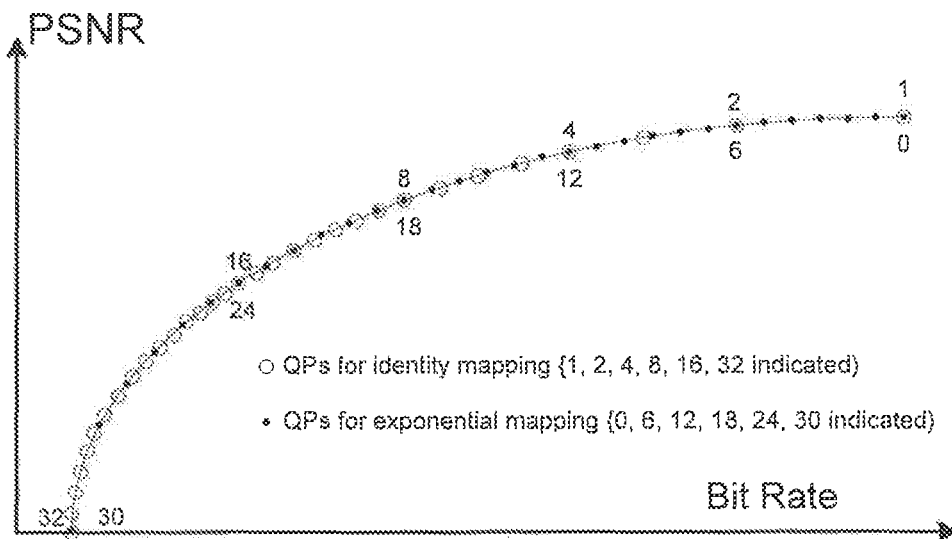 PSNR
1
2
4
0
6
8
12
18
16
24
○ QPs for identity mapping {1, 2, 4, 8, 16, 32 indicated)
• QPs for exponential mapping {0, 6, 12, 18, 24, 30 indicated)
Bit Rate
32 30